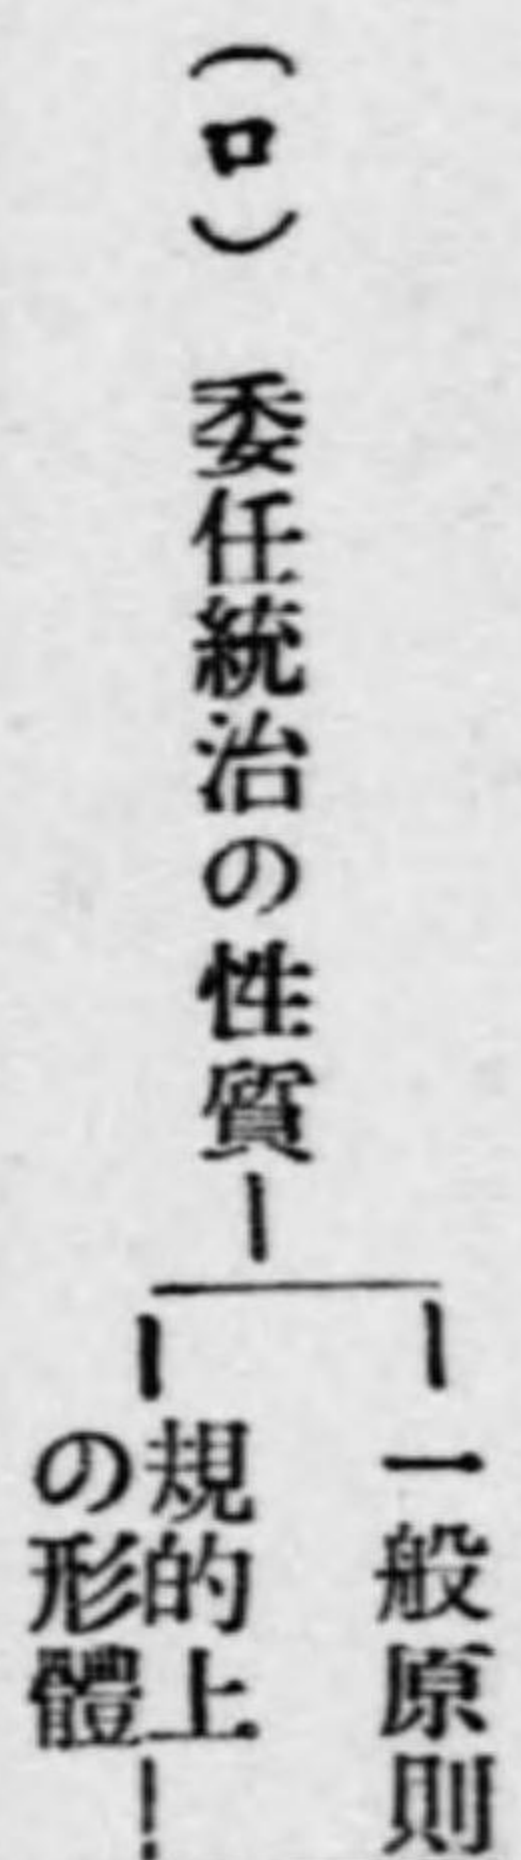 （ロ）　委任統治の性質
一般原則
規的上
の形體